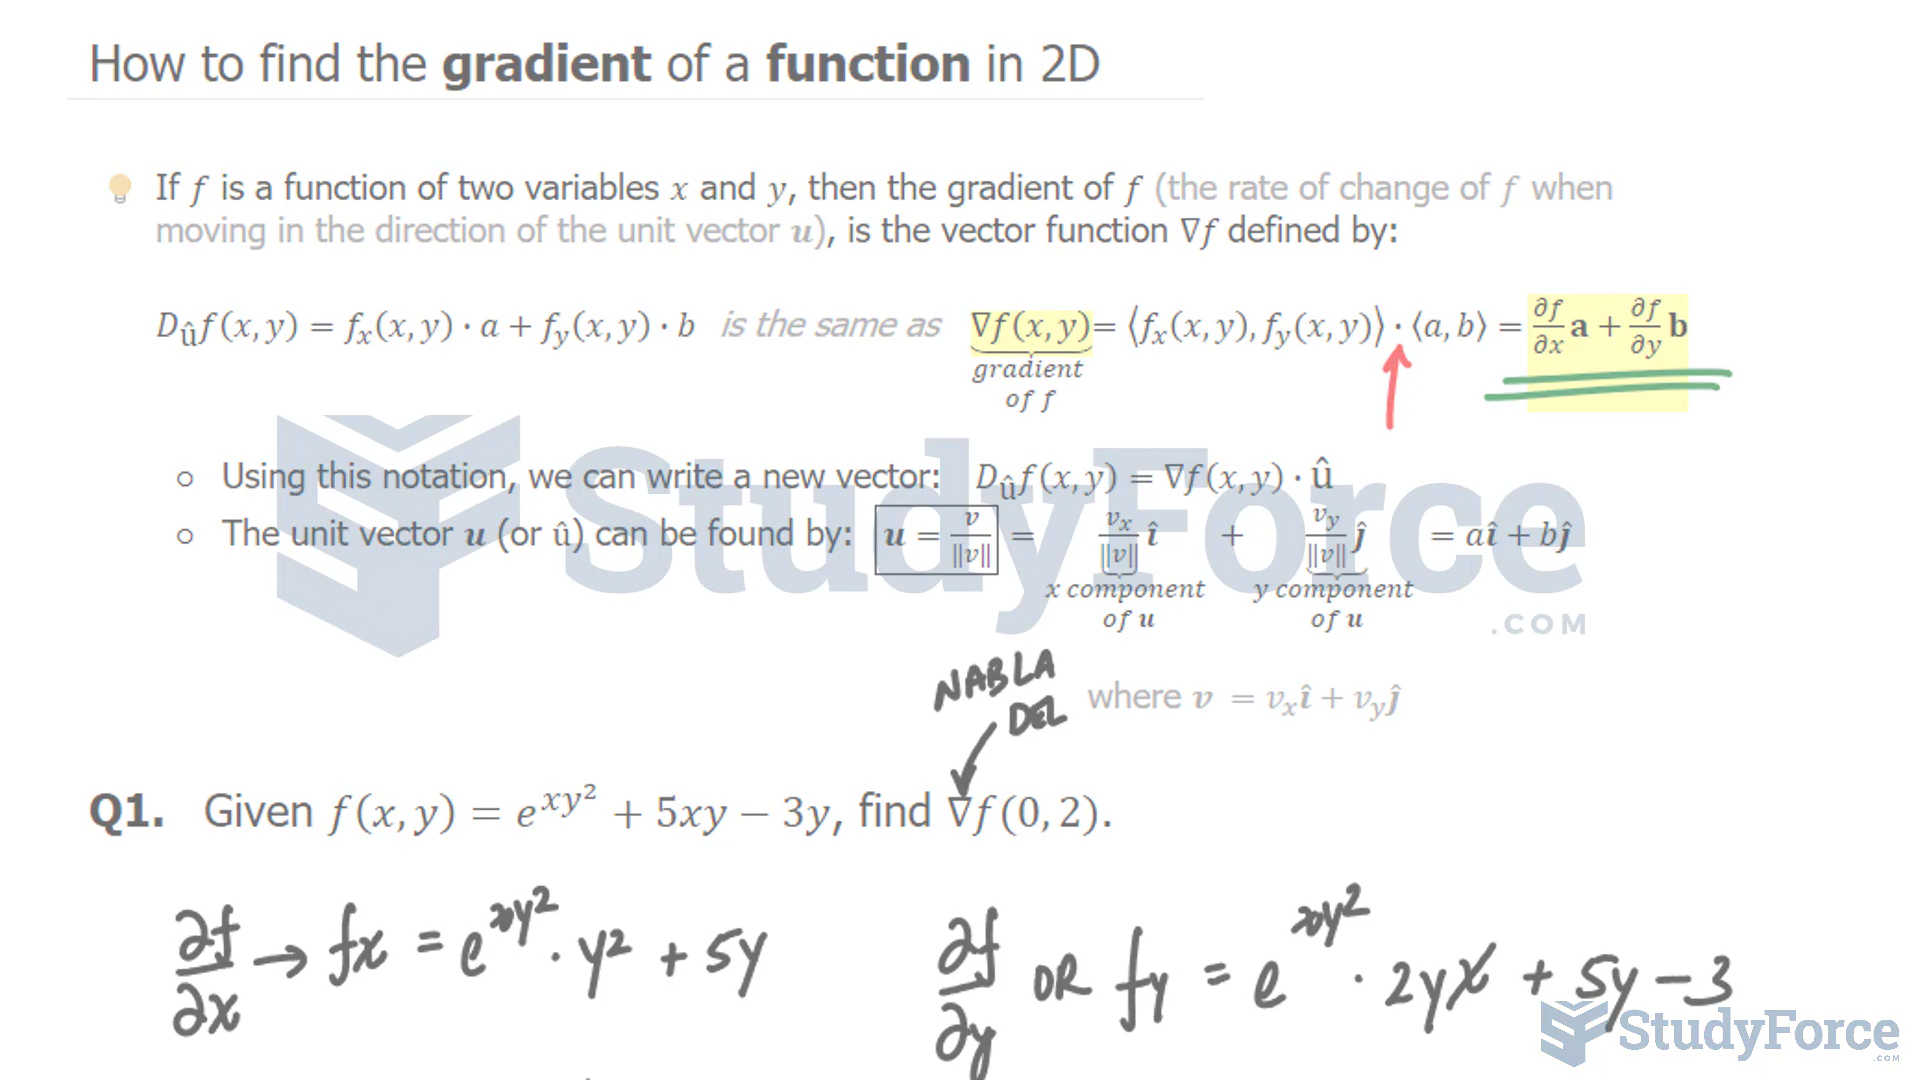 How to find the gradient of a function in 2D
If f is a function of two variables x and y, then the gradient of f (the rate of change of f when
moving in the direction of the unit vector u), is the vector function ∇f defined by:
D_û f(x, y) = f_x(x, y) · a + f_y(x, y) · b is the same as ∇f(x, y) = ⟨f_x(x, y), f_y(x, y)⟩ · ⟨a, b⟩ = ∂f/∂x a + ∂f/∂y b
gradient
of f
○ Using this notation, we can write a new vector: D_û f(x, y) = ∇f(x, y) · û
○ The unit vector u (or û) can be found by: u = v/‖v‖ = v_x/‖v‖ î + v_y/‖v‖ ĵ = aî + bĵ
x component y component
of u of u
StudyForce
.COM
NABLA
DEL
where v = v_x î + v_y ĵ
Q1. Given f(x, y) = e^{xy²} + 5xy − 3y, find ∇f(0, 2).
∂f/∂x → fx = e^{xy²} · y² + 5y
∂f/∂y OR fy = e^{xy²} · 2yx + 5y − 3
StudyForce
.COM